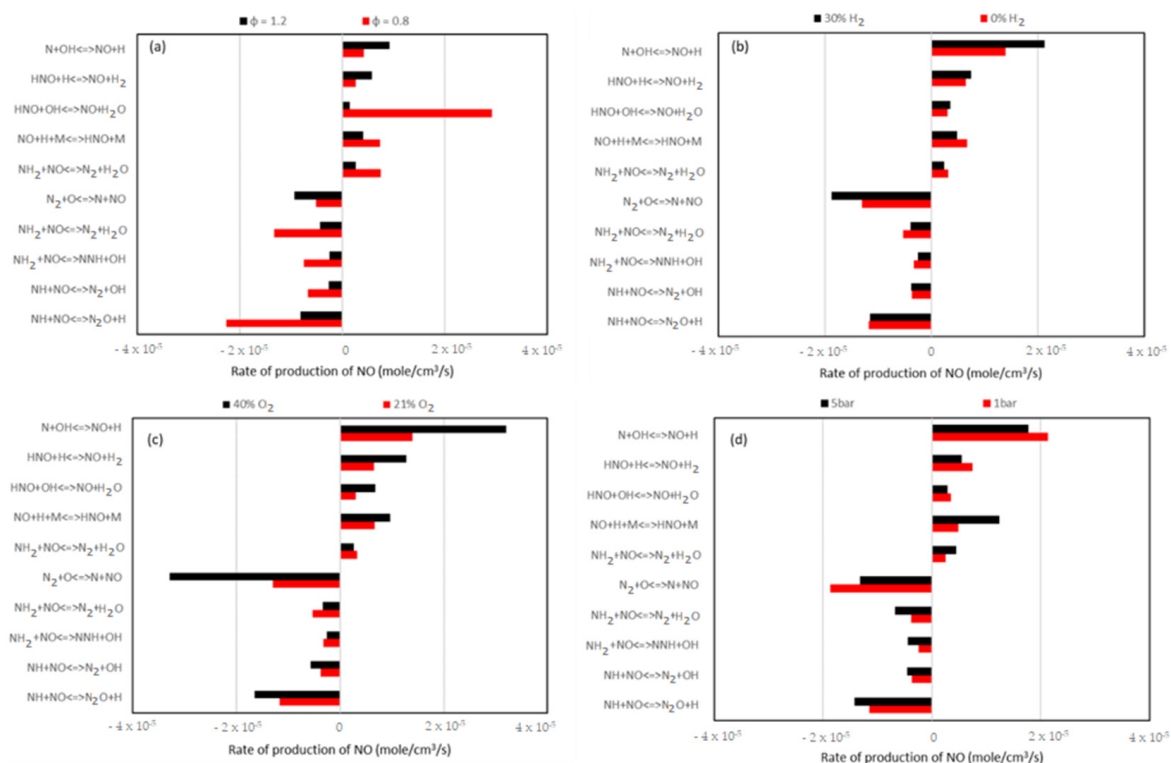 ϕ = 1.2 ϕ = 0.8
(a)
N+OH<=>NO+H
HNO+H<=>NO+H2
HNO+OH<=>NO+H2O
NO+H+M<=>HNO+M
NH2+NO<=>N2+H2O
N2+O<=>N+NO
NH2+NO<=>N2+H2O
NH2+NO<=>NNH+OH
NH+NO<=>N2+OH
NH+NO<=>N2O+H
-4 x 10-5 -2 x 10-5 0 2 x 10-5 4 x 10-5
Rate of production of NO (mole/cm3/s)
30% H2 0% H2
(b)
N+OH<=>NO+H
HNO+H<=>NO+H2
HNO+OH<=>NO+H2O
NO+H+M<=>HNO+M
NH2+NO<=>N2+H2O
N2+O<=>N+NO
NH2+NO<=>N2+H2O
NH2+NO<=>NNH+OH
NH+NO<=>N2+OH
NH+NO<=>N2O+H
-4 x 10-5 -2 x 10-5 0 2 x 10-5 4 x 10-5
Rate of production of NO (mole/cm3/s)
40% O2 21% O2
(c)
N+OH<=>NO+H
HNO+H<=>NO+H2
HNO+OH<=>NO+H2O
NO+H+M<=>HNO+M
NH2+NO<=>N2+H2O
N2+O<=>N+NO
NH2+NO<=>N2+H2O
NH2+NO<=>NNH+OH
NH+NO<=>N2+OH
NH+NO<=>N2O+H
-4 x 10-5 -2 x 10-5 0 2 x 10-5 4 x 10-5
Rate of production of NO (mole/cm3/s)
5bar 1bar
(d)
N+OH<=>NO+H
HNO+H<=>NO+H2
HNO+OH<=>NO+H2O
NO+H+M<=>HNO+M
NH2+NO<=>N2+H2O
N2+O<=>N+NO
NH2+NO<=>N2+H2O
NH2+NO<=>NNH+OH
NH+NO<=>N2+OH
NH+NO<=>N2O+H
-4 x 10-5 -2 x 10-5 0 2 x 10-5 4 x 10-5
Rate of production of NO (mole/cm3/s)